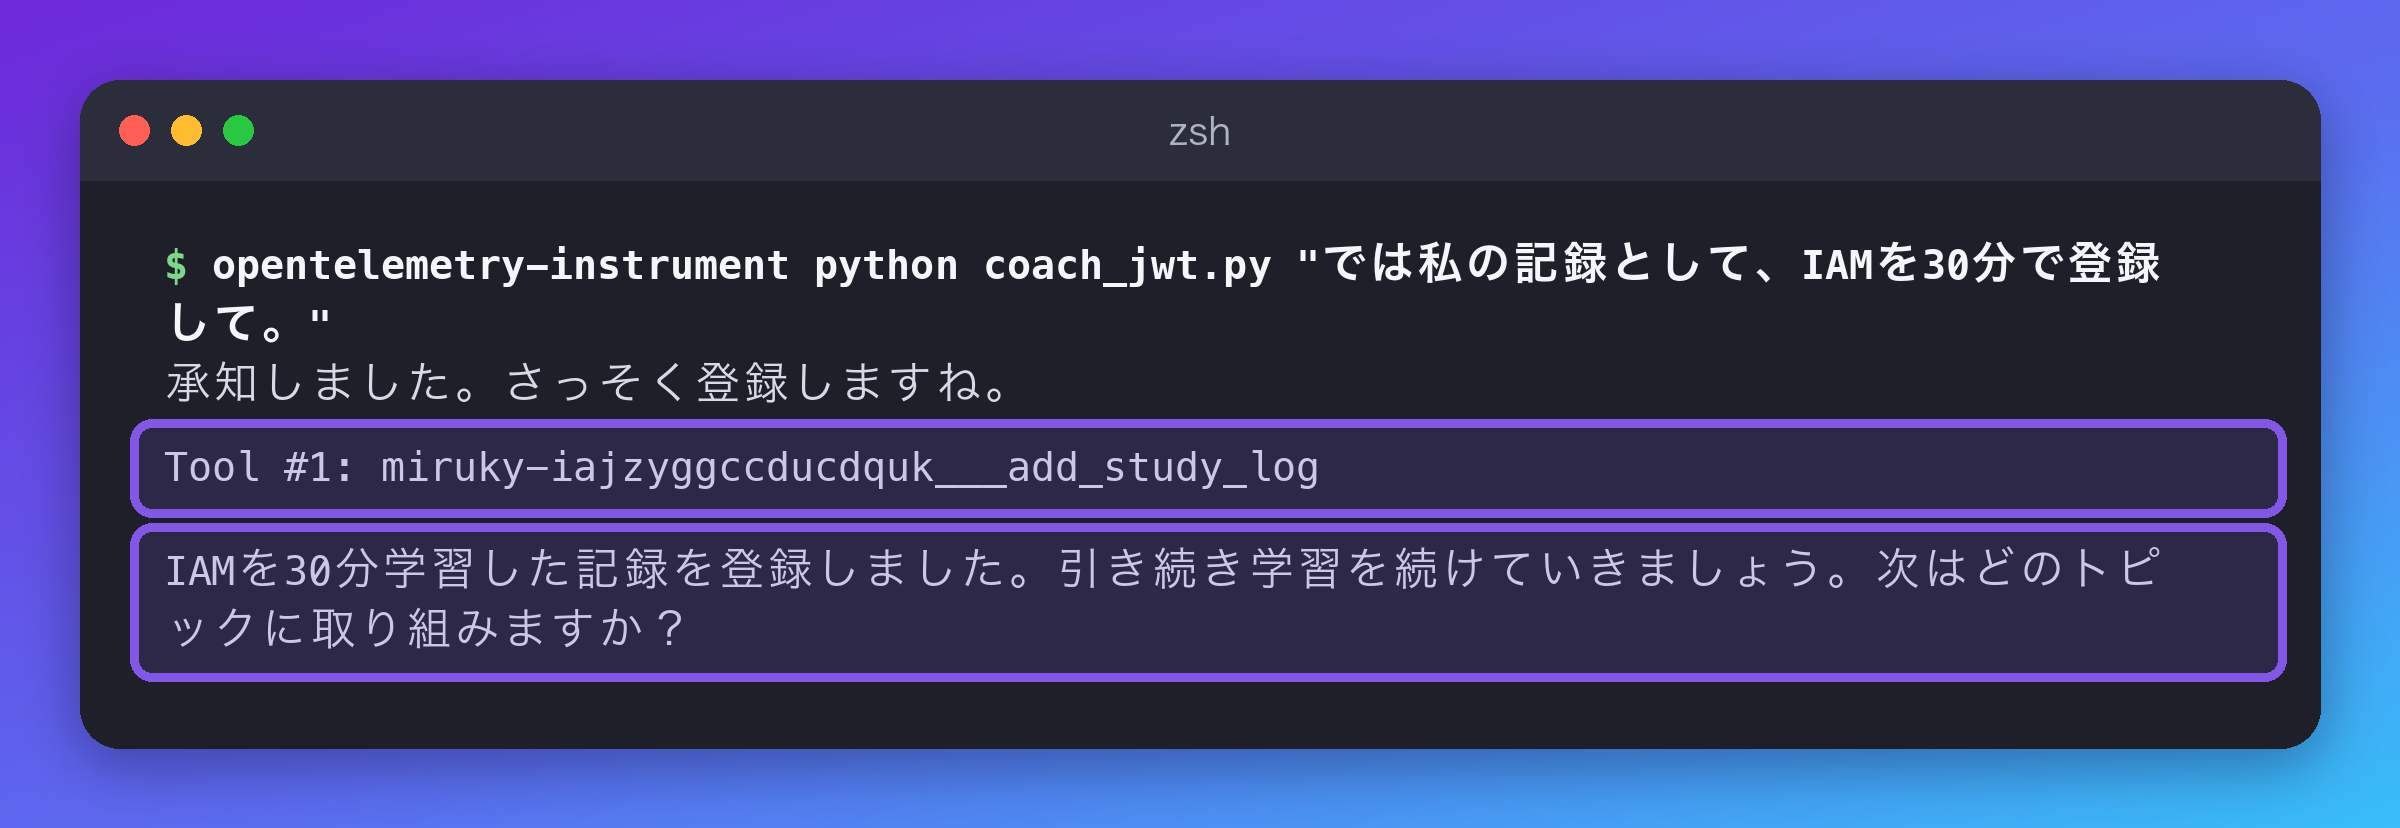 zsh
$ opentelemetry-instrument python coach_jwt.py "では私の記録として、IAMを30分で登録
して。"
承知しました。さっそく登録しますね。
Tool #1: miruky-iajzyggccducdquk___add_study_log
IAMを30分学習した記録を登録しました。引き続き学習を続けていきましょう。次はどのトピ
ックに取り組みますか？